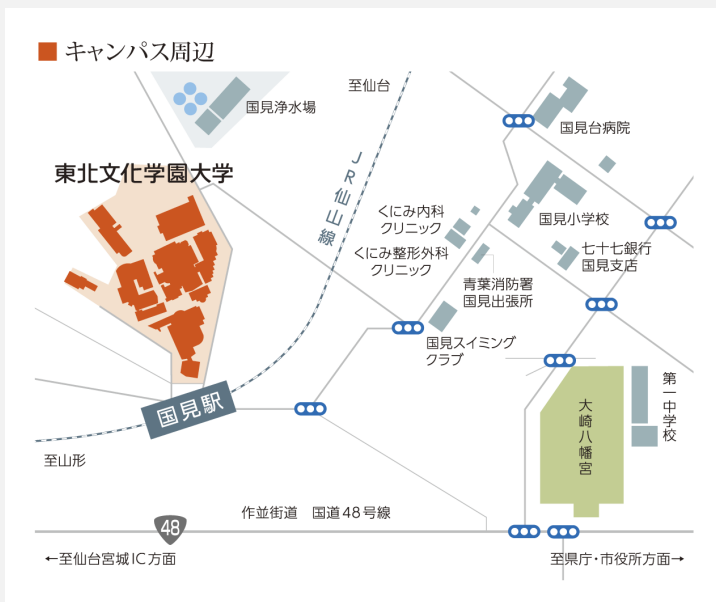 キャンパス周辺
至仙台
国見浄水場
国見台病院
東北文化学園大学
JR仙山線
くにみ内科
クリニック
国見小学校
くにみ整形外科
クリニック
七十七銀行
国見支店
青葉消防署
国見出張所
国見スイミング
クラブ
国見駅
大崎八幡宮
第一中学校
至山形
作並街道 国道48号線
48
←至仙台宮城IC方面
至県庁・市役所方面→